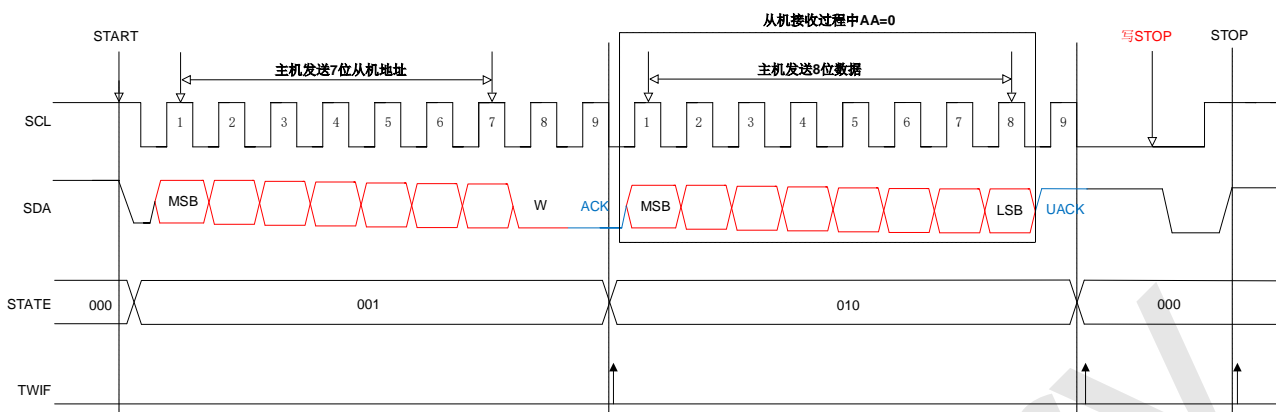 从机接收过程中AA=0
START
写STOP
STOP
主机发送7位从机地址
主机发送8位数据
SCL
1 2 3 4 5 6 7 8 9 1 2 3 4 5 6 7 8 9
SDA
MSB W ACK MSB LSB UACK
STATE 000 001 010 000
TWIF